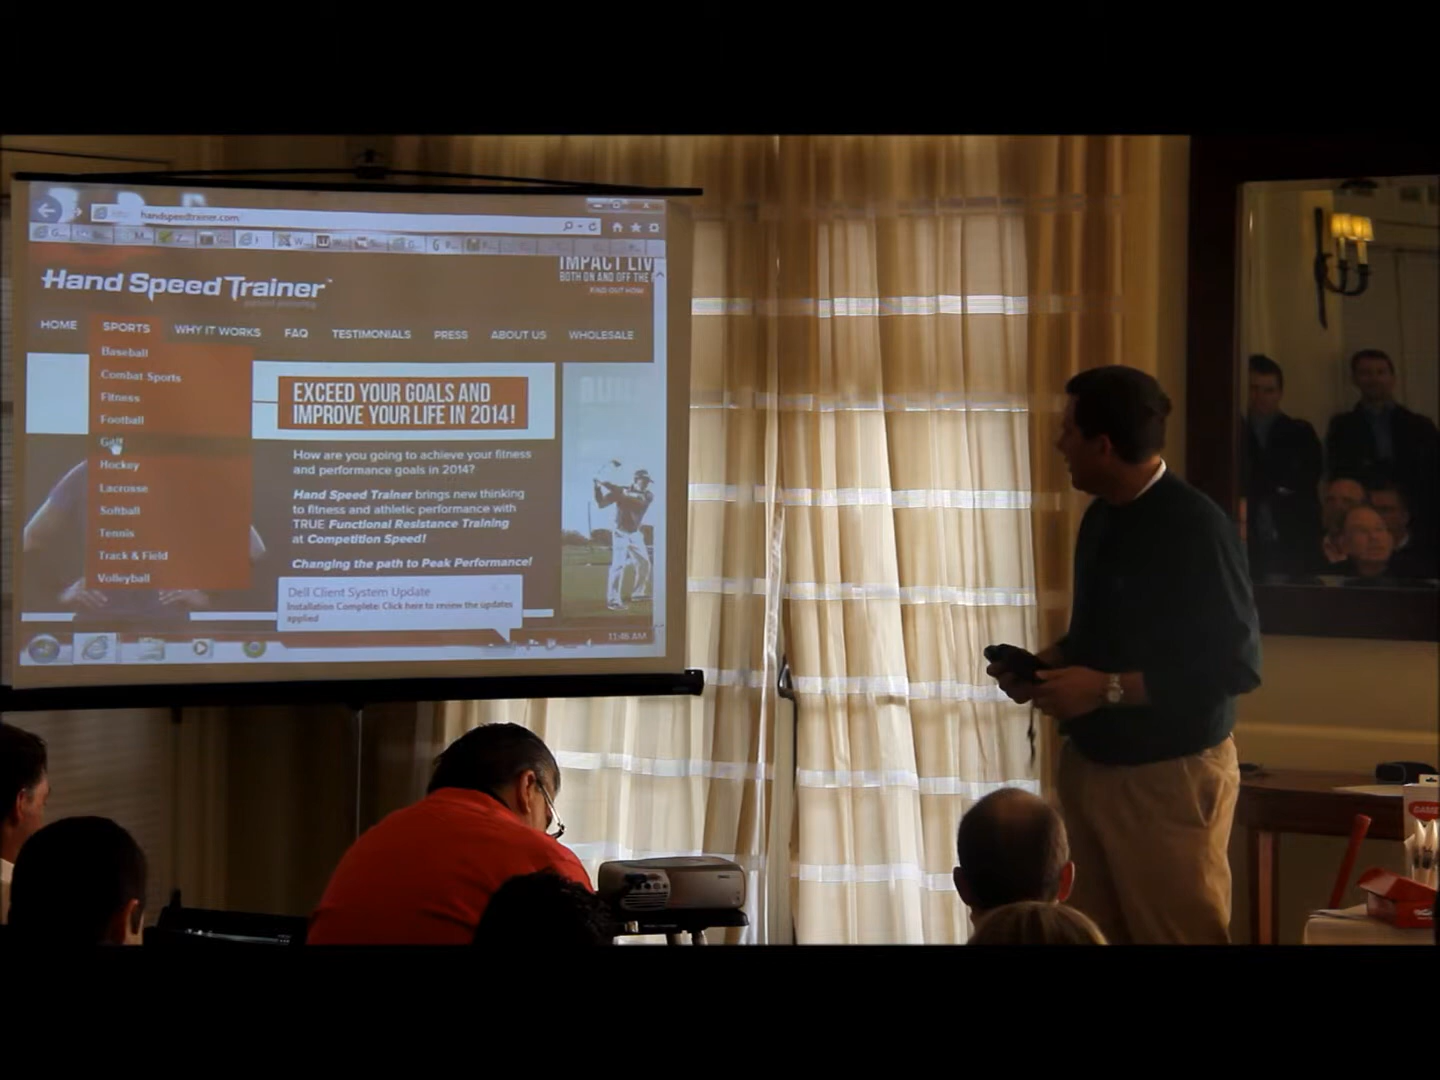 handspeedtrainer.com
IMPACT LIV
BOTH ON AND OFF THE F
FIND OUT HOW
Hand Speed Trainer™
HOME SPORTS WHY IT WORKS FAQ TESTIMONIALS PRESS ABOUT US WHOLESALE
Baseball
Combat Sports
Fitness
Football
Golf
Hockey
Lacrosse
Softball
Tennis
Track & Field
Volleyball
EXCEED YOUR GOALS AND
IMPROVE YOUR LIFE IN 2014!
How are you going to achieve your fitness
and performance goals in 2014?
Hand Speed Trainer brings new thinking
to fitness and athletic performance with
TRUE Functional Resistance Training
at Competition Speed!
Changing the path to Peak Performance!
Dell Client System Update
Installation Complete: Click here to review the updates
applied
11:46 AM
GAME